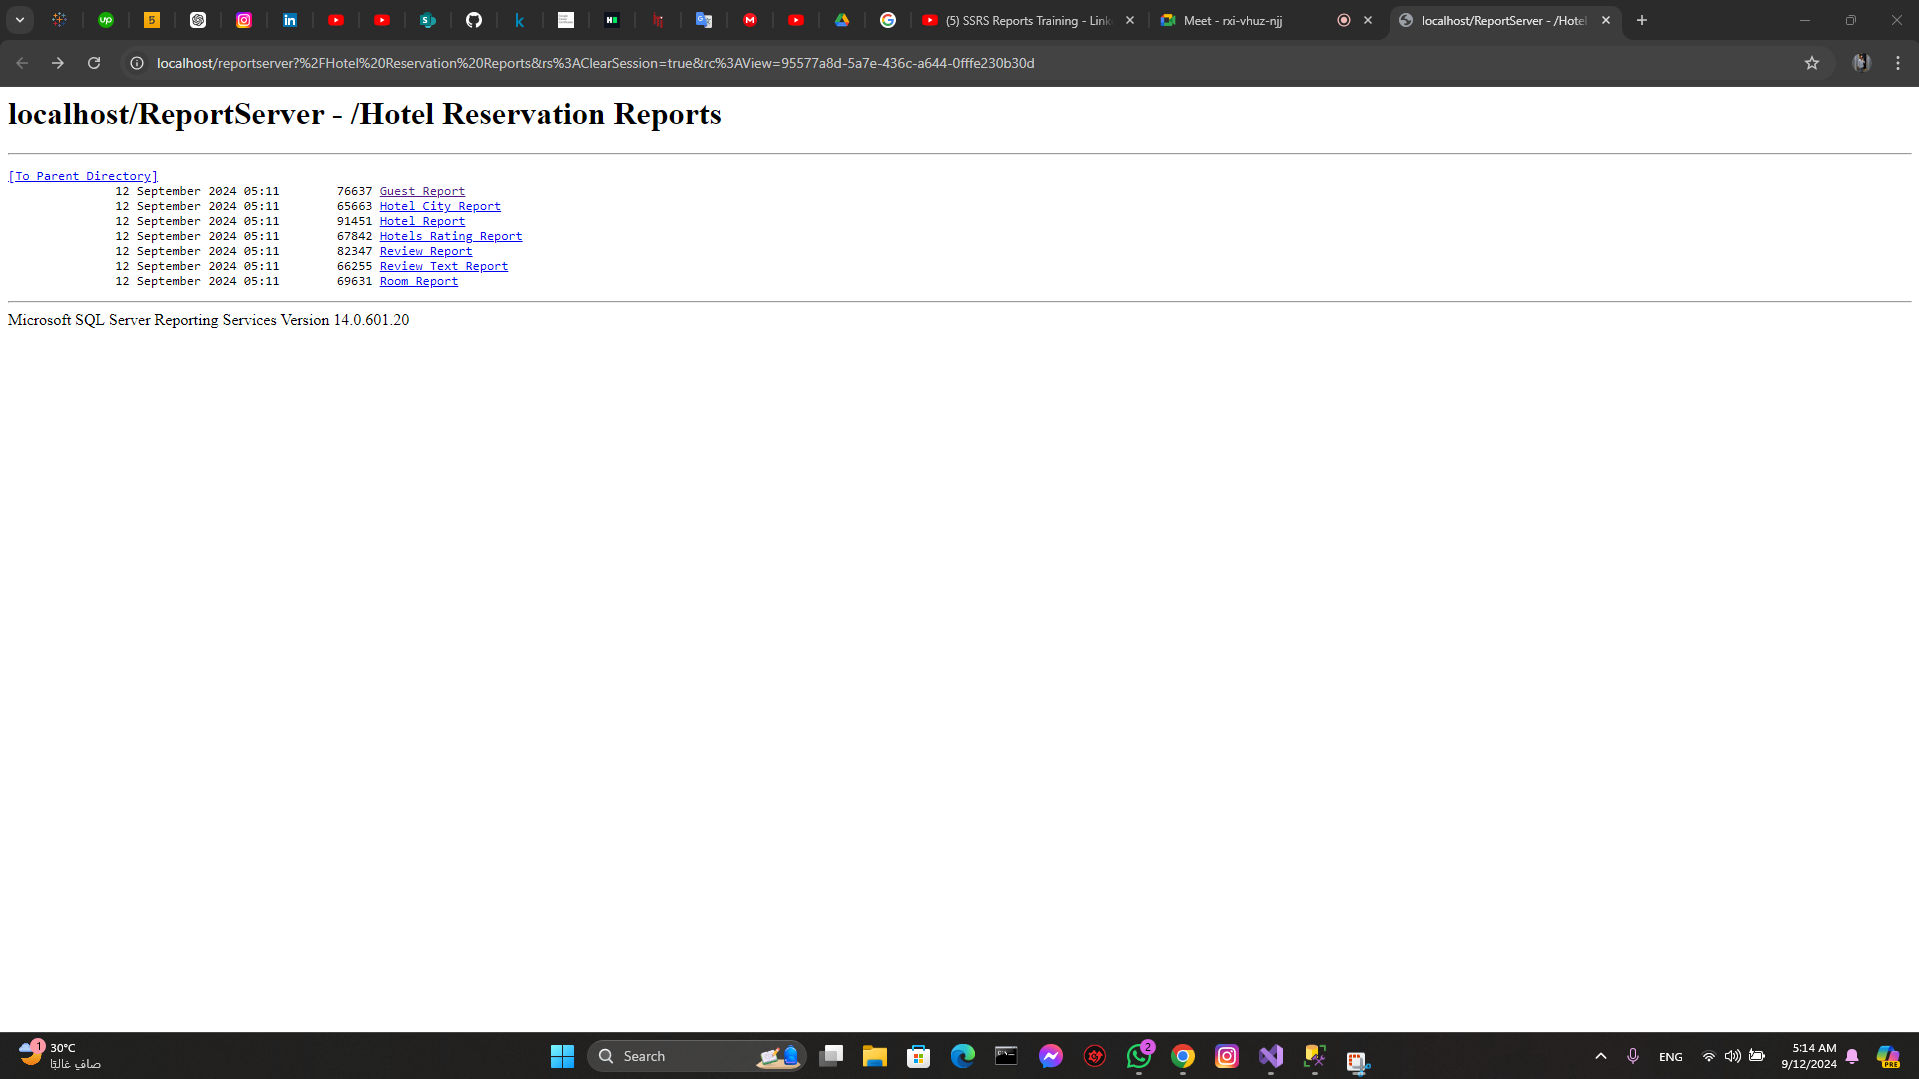 (5) SSRS Reports Training - Link
Meet - rxi-vhuz-njj
localhost/ReportServer - /Hotel
localhost/reportserver?%2FHotel%20Reservation%20Reports&rs%3AClearSession=true&rc%3AView=95577a8d-5a7e-436c-a644-0fffe230b30d
localhost/ReportServer - /Hotel Reservation Reports
[To Parent Directory]
12 September 2024 05:11 76637 Guest Report
12 September 2024 05:11 65663 Hotel City Report
12 September 2024 05:11 91451 Hotel Report
12 September 2024 05:11 67842 Hotels Rating Report
12 September 2024 05:11 82347 Review Report
12 September 2024 05:11 66255 Review Text Report
12 September 2024 05:11 69631 Room Report
Microsoft SQL Server Reporting Services Version 14.0.601.20
1
30°C
صافٍ غالبًا
Search
2
ENG
5:14 AM
9/12/2024
PRE